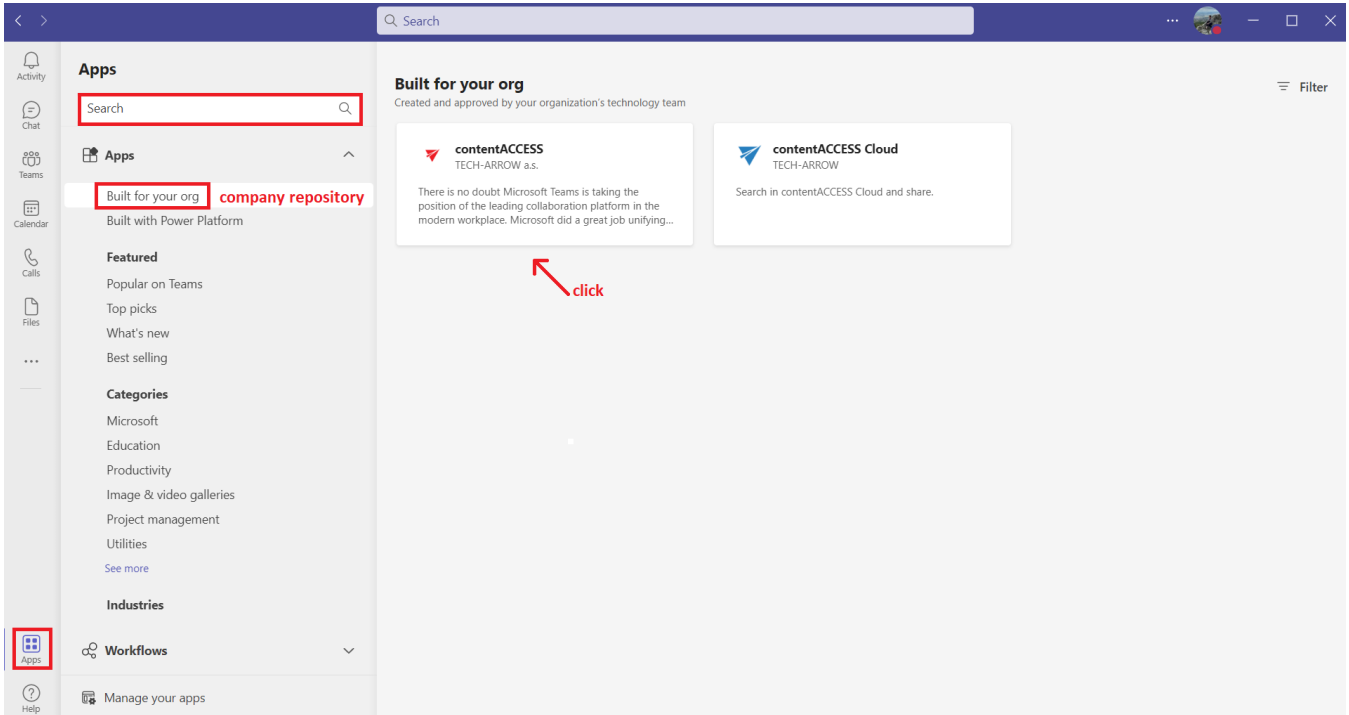 Search
Activity
Chat
Teams
Calendar
Calls
Files
Apps
Help
Apps
Search
Apps
Built for your org
company repository
Built with Power Platform
Featured
Popular on Teams
Top picks
What's new
Best selling
Categories
Microsoft
Education
Productivity
Image & video galleries
Project management
Utilities
See more
Industries
Workflows
Manage your apps
Built for your org
Created and approved by your organization's technology team
Filter
contentACCESS
TECH-ARROW a.s.
There is no doubt Microsoft Teams is taking the
position of the leading collaboration platform in the
modern workplace. Microsoft did a great job unifying...
contentACCESS Cloud
TECH-ARROW
Search in contentACCESS Cloud and share.
click